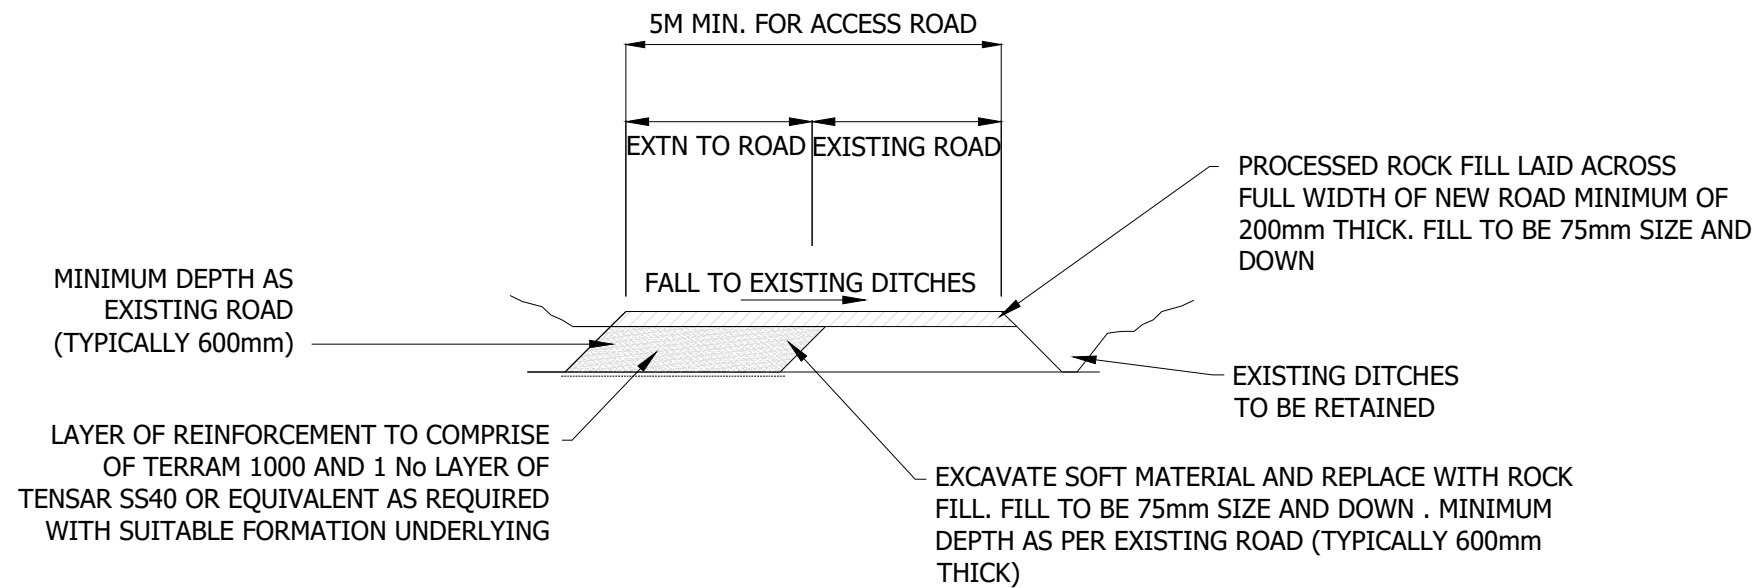 5M MIN. FOR ACCESS ROAD
EXTN TO ROAD
EXISTING ROAD
PROCESSED ROCK FILL LAID ACROSS
FULL WIDTH OF NEW ROAD MINIMUM OF
200mm THICK. FILL TO BE 75mm SIZE AND
DOWN
FALL TO EXISTING DITCHES
MINIMUM DEPTH AS
EXISTING ROAD
(TYPICALLY 600mm)
EXISTING DITCHES
TO BE RETAINED
LAYER OF REINFORCEMENT TO COMPRISE
OF TERRAM 1000 AND 1 No LAYER OF
TENSAR SS40 OR EQUIVALENT AS REQUIRED
WITH SUITABLE FORMATION UNDERLYING
EXCAVATE SOFT MATERIAL AND REPLACE WITH ROCK
FILL. FILL TO BE 75mm SIZE AND DOWN . MINIMUM
DEPTH AS PER EXISTING ROAD (TYPICALLY 600mm
THICK)